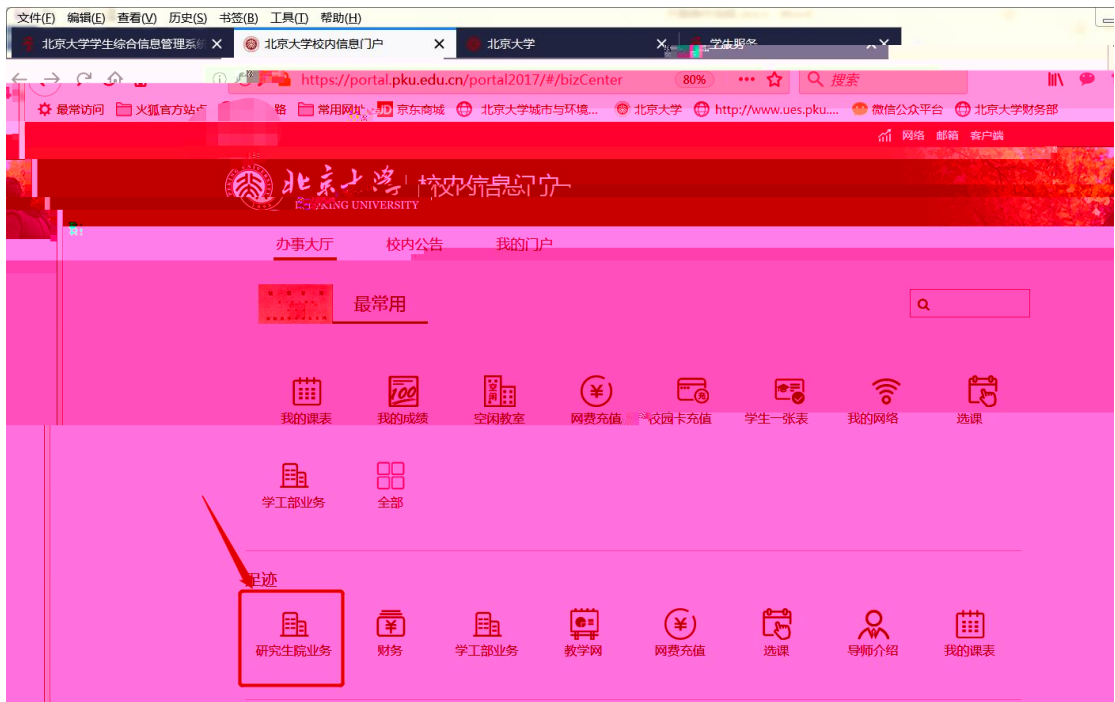 文件(F) 编辑(E) 查看(V) 历史(S) 书签(B) 工具(T) 帮助(H)
北京大学学生综合信息管理系统 北京大学校内信息门户 北京大学 学生服务
https://portal.pku.edu.cn/portal2017/#/bizCenter 80% 搜索
最常访问 火狐官方站点 路 常用网址 JD 京东商城 北京大学城市与环境... 北京大学 http://www.ues.pku.... 微信公众平台 北京大学财务部
网络 邮箱 客户端
北京大学 校内信息门户
PEKING UNIVERSITY
办事大厅 校内公告 我的门户
最常用
100
我的课表 我的成绩 空闲教室 网费充值 校园卡充值 学生一张表 我的网络 选课
学工部业务 全部
足迹
研究生院业务 财务 学工部业务 教学网 网费充值 选课 导师介绍 我的课表